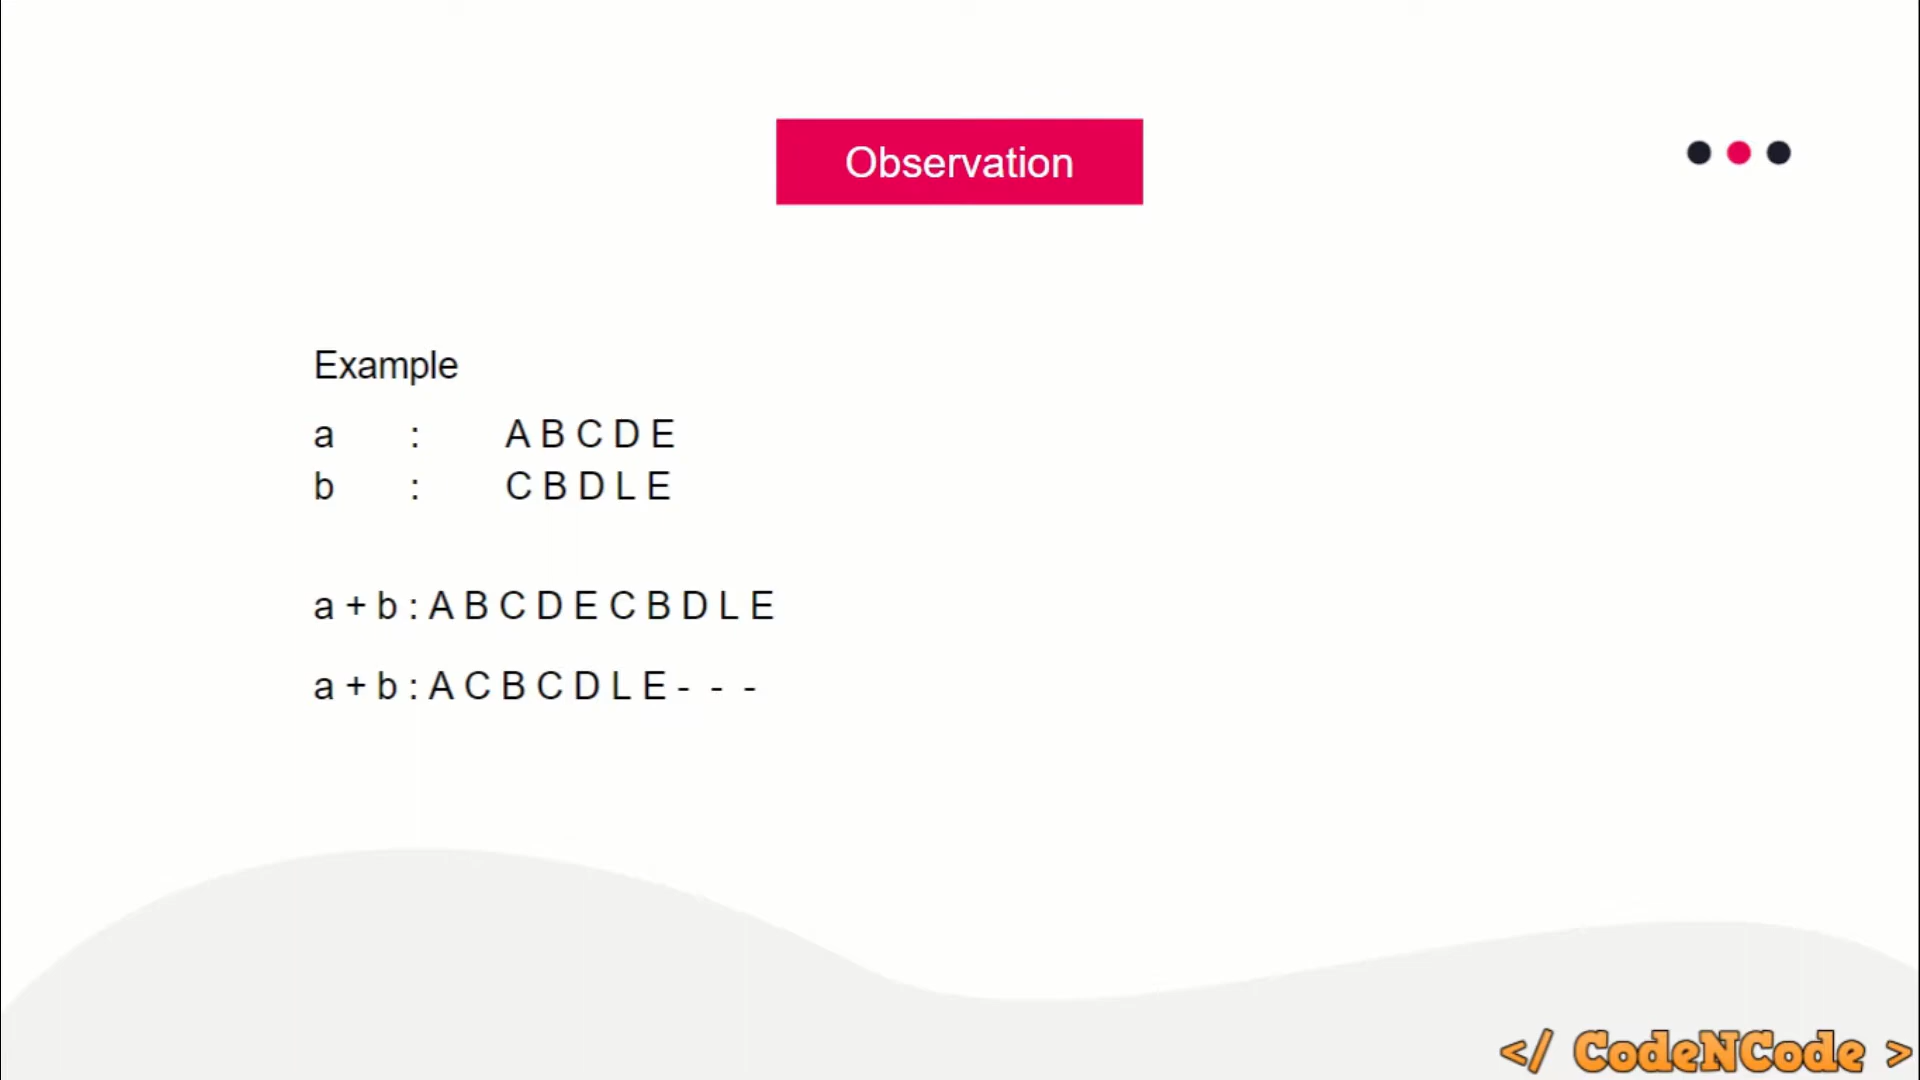 Observation
Example
a : A B C D E
b : C B D L E
a + b : A B C D E C B D L E
a + b : A C B C D L E - - -
</ CodeNCode >